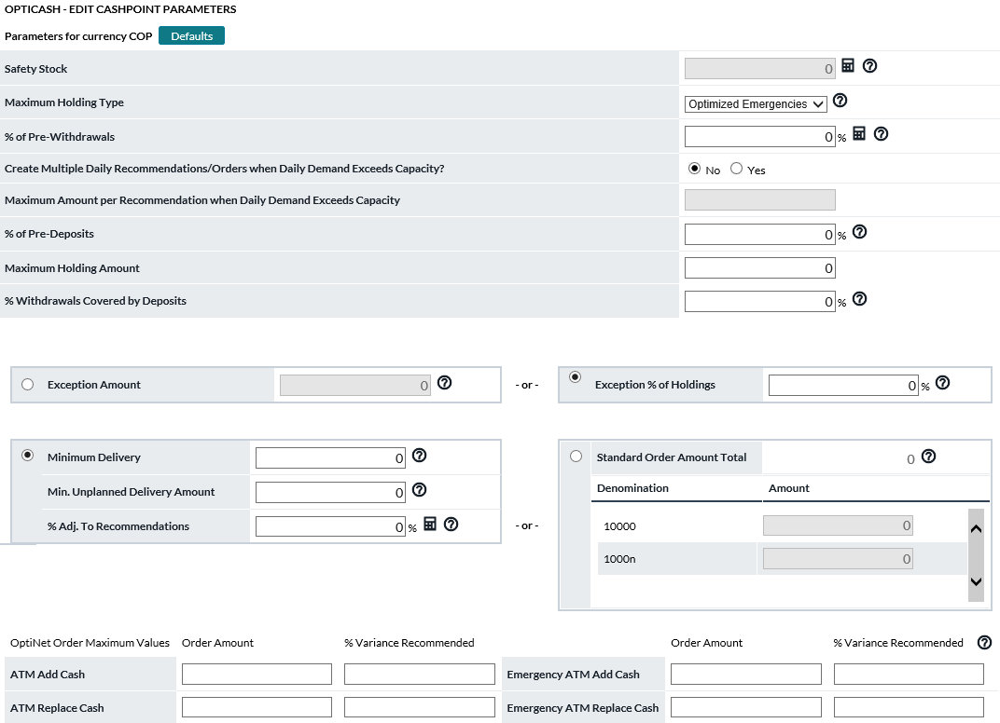 OPTICASH - EDIT CASHPOINT PARAMETERS
Parameters for currency COP Defaults
Safety Stock 0
Maximum Holding Type Optimized Emergencies
% of Pre-Withdrawals 0 %
Create Multiple Daily Recommendations/Orders when Daily Demand Exceeds Capacity? No Yes
Maximum Amount per Recommendation when Daily Demand Exceeds Capacity
% of Pre-Deposits 0 %
Maximum Holding Amount 0
% Withdrawals Covered by Deposits 0 %
Exception Amount 0 - or - Exception % of Holdings 0 %
Minimum Delivery 0
Min. Unplanned Delivery Amount 0
% Adj. To Recommendations 0 %
- or -
Standard Order Amount Total 0
Denomination Amount
10000 0
1000n 0
OptiNet Order Maximum Values Order Amount % Variance Recommended Order Amount % Variance Recommended
ATM Add Cash Emergency ATM Add Cash
ATM Replace Cash Emergency ATM Replace Cash